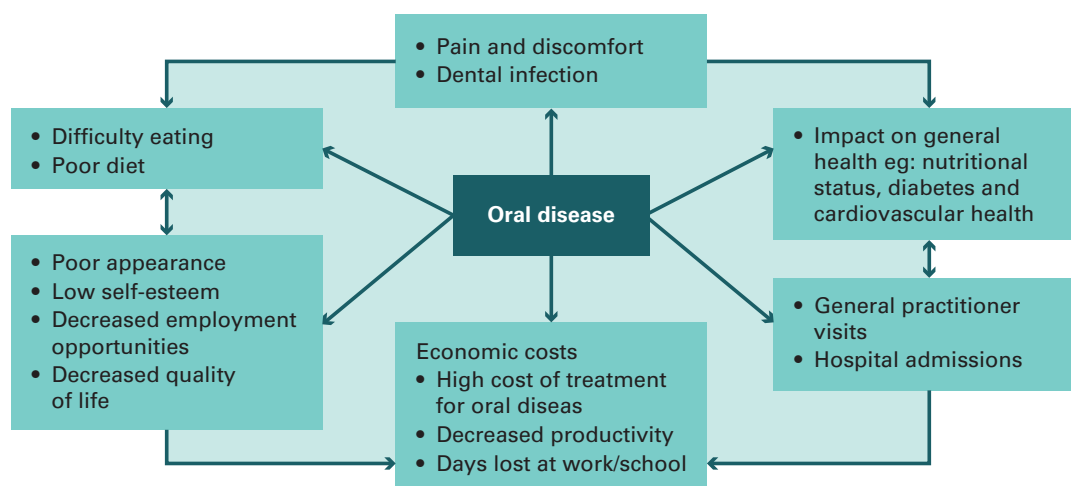 • Pain and discomfort
• Dental infection
• Difficulty eating
• Poor diet
• Impact on general
health eg: nutritional
status, diabetes and
cardiovascular health
Oral disease
• Poor appearance
• Low self-esteem
• Decreased employment
opportunities
• Decreased quality
of life
• General practitioner
visits
• Hospital admissions
Economic costs
• High cost of treatment
for oral diseas
• Decreased productivity
• Days lost at work/school